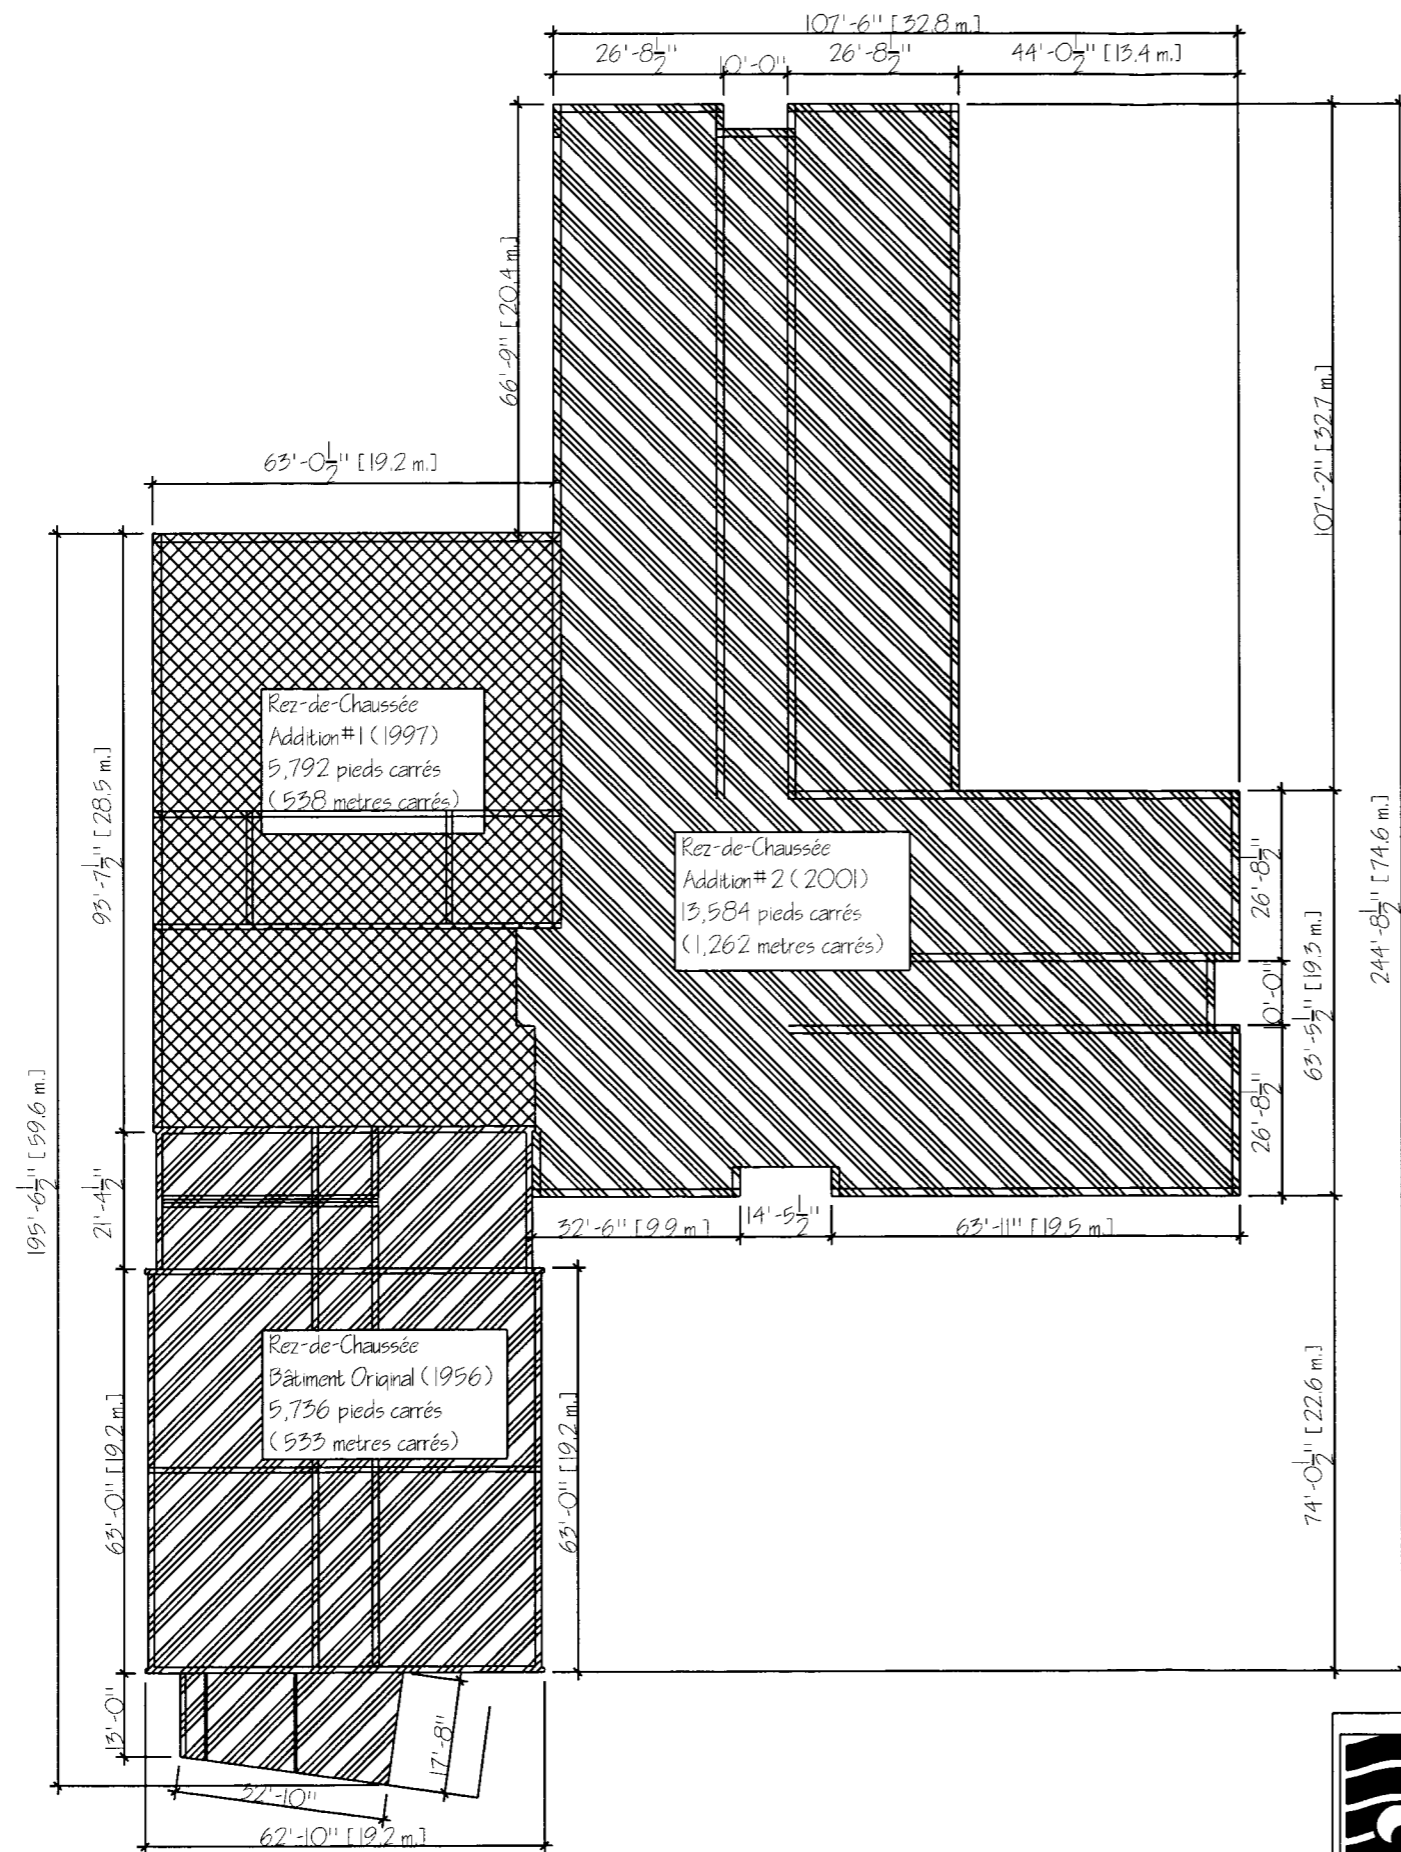 107'-6" [32.8 m.]
26'-8½"
10'-0"
26'-8½"
44'-0½" [13.4 m.]
66'-9" [20.4 m.]
107'-2" [32.7 m.]
63'-0½" [19.2 m.]
Rez-de-Chaussée
Addition#1 (1997)
5,792 pieds carrés
(538 metres carrés)
93'-7½" [28.5 m.]
Rez-de-Chaussée
Addition#2 (2001)
13,584 pieds carrés
(1,262 metres carrés)
26'-8½"
10'-0"
26'-8½"
63'-5½" [19.3 m.]
244'-8½" [74.6 m.]
195'-6½" [59.6 m.]
21'-4½"
32'-6" [9.9 m.]
14'-5½"
63'-11" [19.5 m.]
Rez-de-Chaussée
Bâtiment Original (1956)
5,736 pieds carrés
(533 metres carrés)
63'-0" [19.2 m.]
63'-0" [19.2 m.]
74'-0½" [22.6 m.]
13'-0"
17'-8"
32'-10"
62'-10" [19.2 m.]